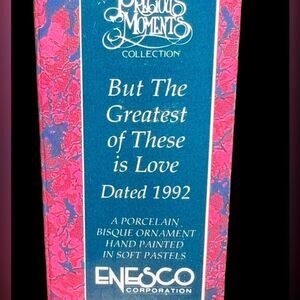 PRECIOUS
MOMENTS
COLLECTION
But The
Greatest
of These
is Love
Dated 1992
A PORCELAIN
BISQUE ORNAMENT
HAND PAINTED
IN SOFT PASTELS
ENESCO
CORPORATION